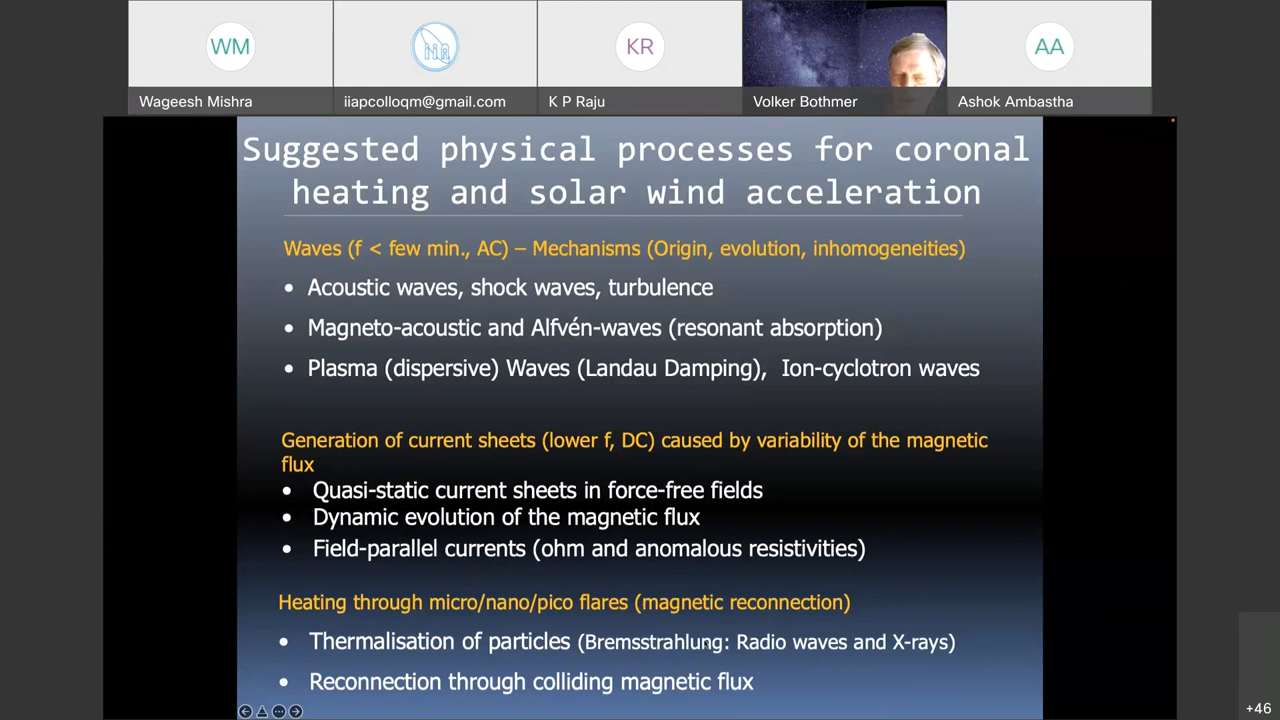 WM
KR
AA
Wageesh Mishra
iiapcolloqm@gmail.com
K P Raju
Volker Bothmer
Ashok Ambastha
Suggested physical processes for coronal
heating and solar wind acceleration
Waves (f < few min., AC) – Mechanisms (Origin, evolution, inhomogeneities)
• Acoustic waves, shock waves, turbulence
• Magneto-acoustic and Alfvén-waves (resonant absorption)
• Plasma (dispersive) Waves (Landau Damping), Ion-cyclotron waves
Generation of current sheets (lower f, DC) caused by variability of the magnetic
flux
• Quasi-static current sheets in force-free fields
• Dynamic evolution of the magnetic flux
• Field-parallel currents (ohm and anomalous resistivities)
Heating through micro/nano/pico flares (magnetic reconnection)
• Thermalisation of particles (Bremsstrahlung: Radio waves and X-rays)
• Reconnection through colliding magnetic flux
+46